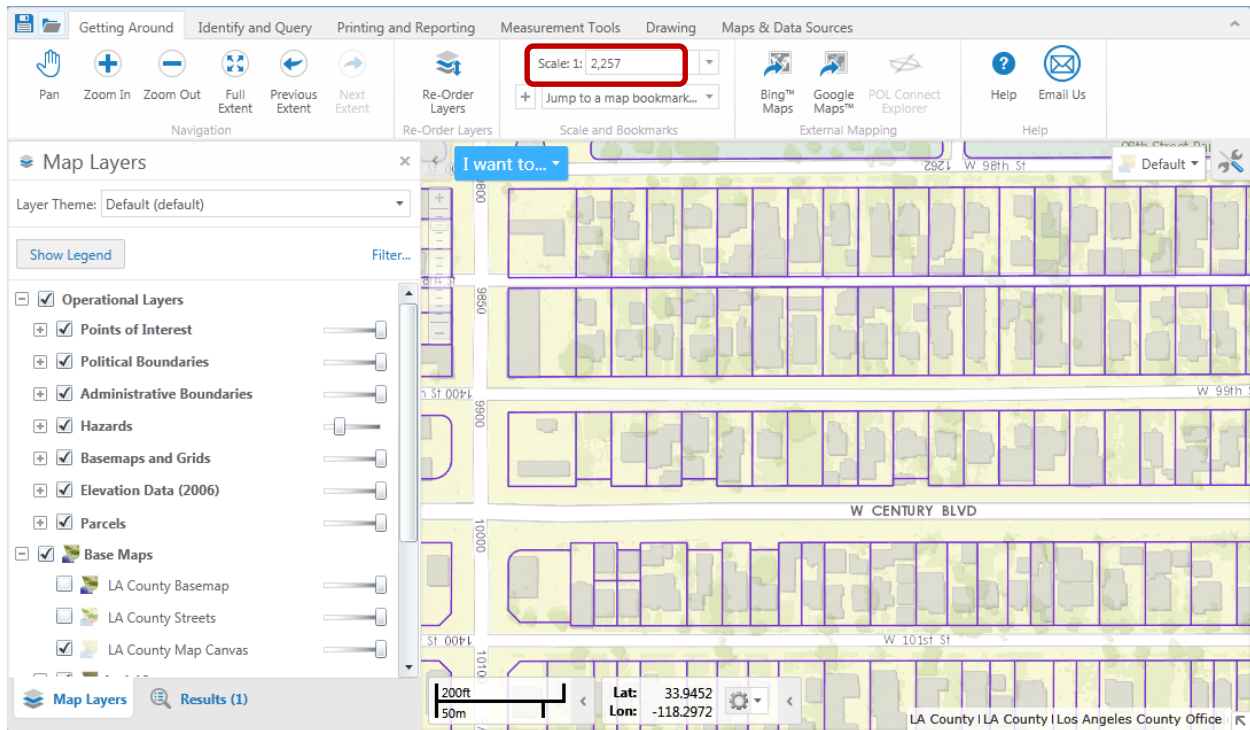 Getting Around Identify and Query Printing and Reporting Measurement Tools Drawing Maps & Data Sources
Scale: 1: 2,257
Pan Zoom In Zoom Out Full Extent Previous Extent Next Extent
Re-Order Layers
Jump to a map bookmark...
Bing™ Maps Google Maps™ POL Connect Explorer
Help Email Us
Navigation Re-Order Layers Scale and Bookmarks External Mapping Help
Map Layers
I want to...
1292 W 98th St
Default
Layer Theme: Default (default)
9800
Show Legend Filter...
Operational Layers
9850
Points of Interest
Political Boundaries
Administrative Boundaries
St 1400
W 99th
9900
Hazards
Basemaps and Grids
Elevation Data (2006)
W CENTURY BLVD
Parcels
10000
Base Maps
LA County Basemap
LA County Streets
LA County Map Canvas
St 1400
W 101st St
Map Layers Results (1)
200ft
50m
Lat: 33.9452
Lon: -118.2972
LA County | LA County | Los Angeles County Office